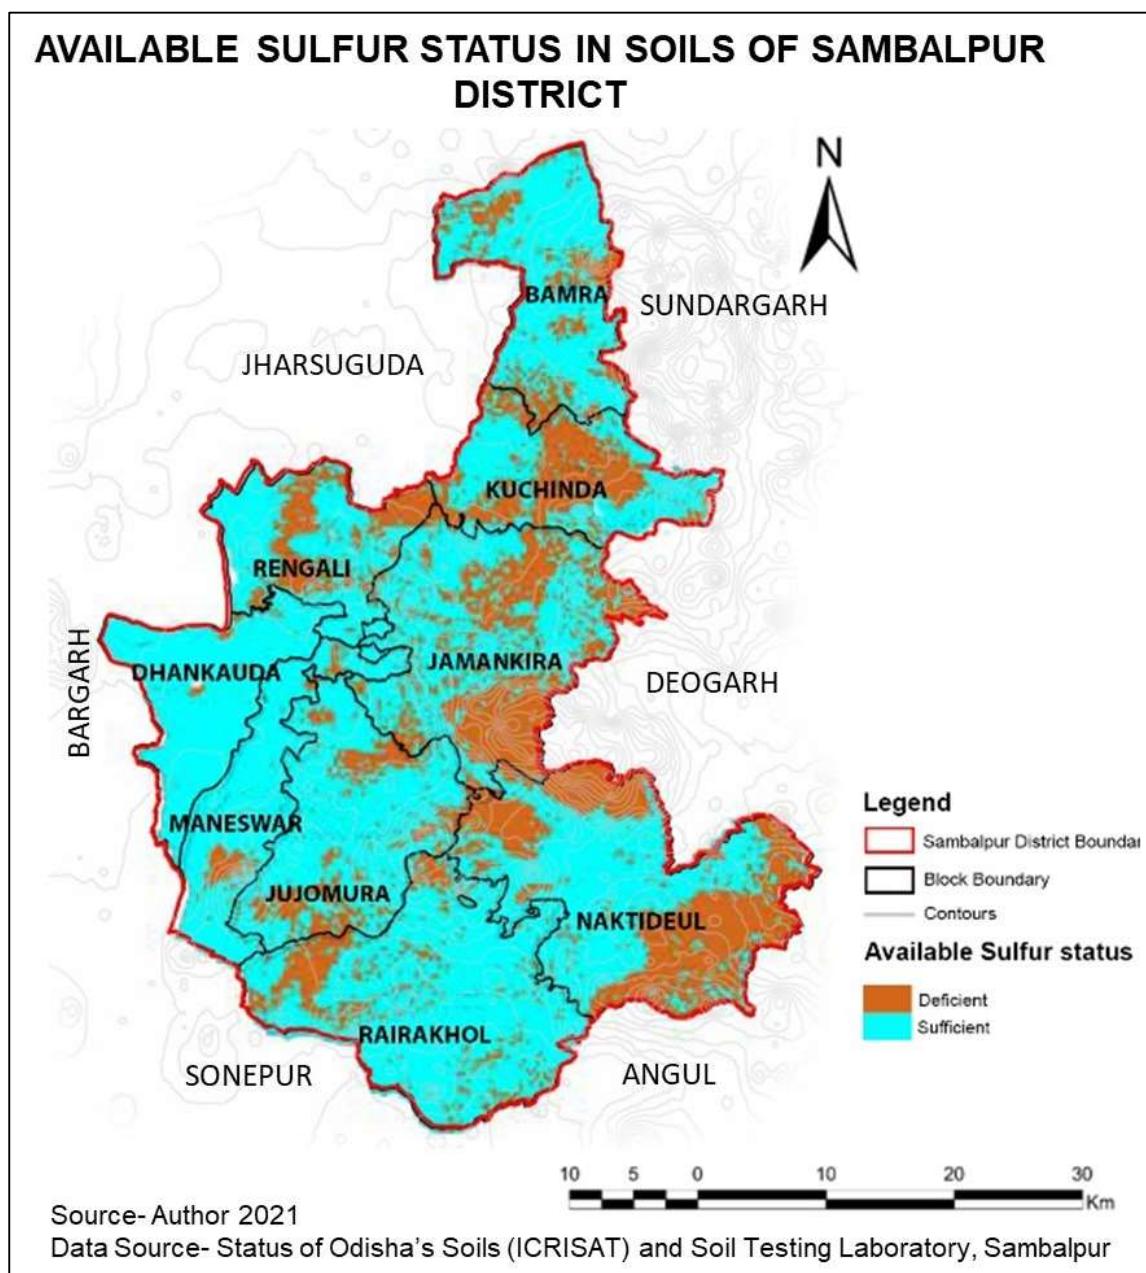 AVAILABLE SULFUR STATUS IN SOILS OF SAMBALPUR
DISTRICT
N
BAMRA
SUNDARGARH
JHARSUGUDA
KUCHINDA
RENGALI
BARGARH
DHANKAUDA
JAMANKIRA
DEOGARH
MANESWAR
JUJOMURA
NAKTIDEUL
RAIRAKHOL
SONEPUR
ANGUL
Legend
Sambalpur District Boundar
Block Boundary
Contours
Available Sulfur status
Deficient
Sufficient
10 5 0 10 20 30
Km
Source- Author 2021
Data Source- Status of Odisha's Soils (ICRISAT) and Soil Testing Laboratory, Sambalpur